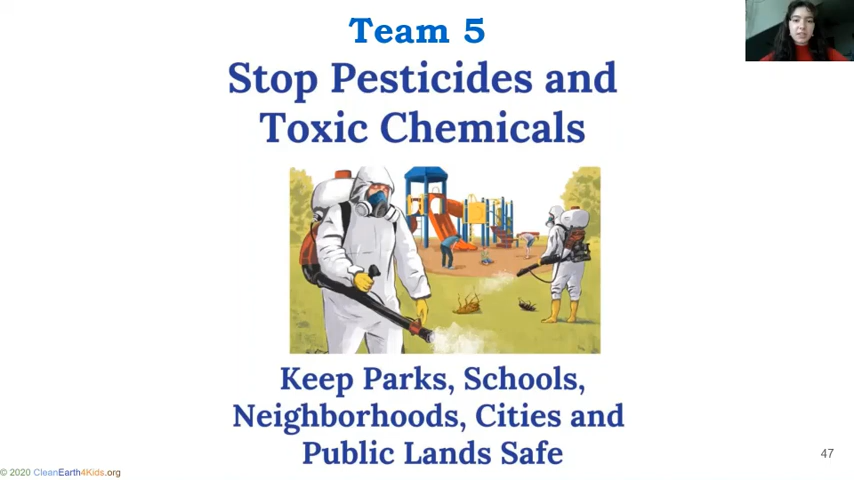 Team 5
Stop Pesticides and
Toxic Chemicals
Keep Parks, Schools,
Neighborhoods, Cities and
Public Lands Safe
47
© 2020 CleanEarth4Kids.org